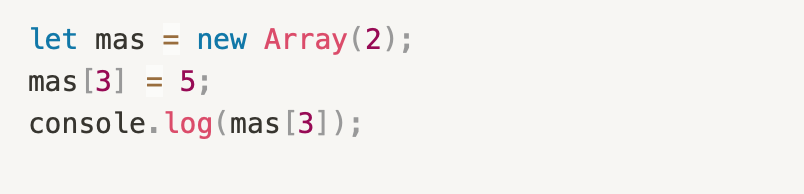 let mas = new Array(2);
mas[3] = 5;
console.log(mas[3]);